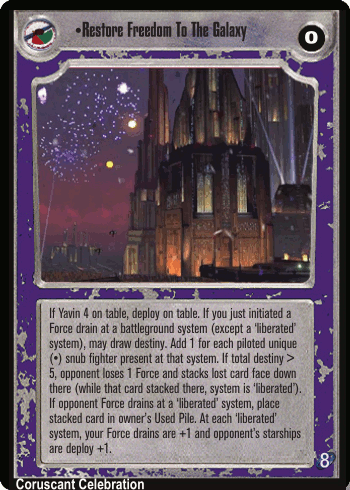 •Restore Freedom To The Galaxy
0
If Yavin 4 on table, deploy on table. If you just initiated
a Force drain at a battleground system (except a 'liberated'
system), may draw destiny. Add 1 for each piloted unique
(•) snub fighter present at that system. If total destiny >
5, opponent loses 1 Force and stacks lost card face down
there (while that card stacked there, system is 'liberated').
If opponent Force drains at a 'liberated' system, place
stacked card in owner's Used Pile. At each 'liberated'
system, your Force drains are +1 and opponent's starships
are deploy +1.
8
Coruscant Celebration